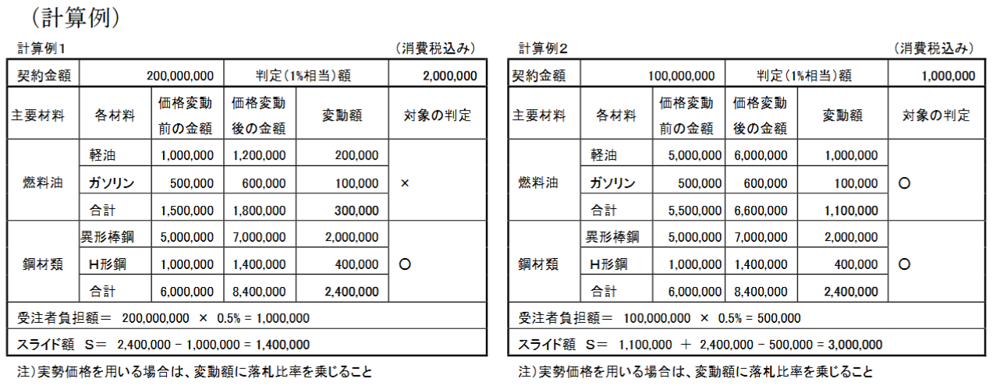 （計算例）
計算例1 （消費税込み）
契約金額 200,000,000 判定(1%相当)額 2,000,000
主要材料 各材料 価格変動前の金額 価格変動後の金額 変動額 対象の判定
燃料油 軽油 1,000,000 1,200,000 200,000
ガソリン 500,000 600,000 100,000 ×
合計 1,500,000 1,800,000 300,000
鋼材類 異形棒鋼 5,000,000 7,000,000 2,000,000
H形鋼 1,000,000 1,400,000 400,000 〇
合計 6,000,000 8,400,000 2,400,000
受注者負担額＝ 200,000,000 × 0.5% = 1,000,000
スライド額 S＝ 2,400,000 - 1,000,000 = 1,400,000
注)実勢価格を用いる場合は、変動額に落札比率を乗じること
計算例2 （消費税込み）
契約金額 100,000,000 判定(1%相当)額 1,000,000
主要材料 各材料 価格変動前の金額 価格変動後の金額 変動額 対象の判定
燃料油 軽油 5,000,000 6,000,000 1,000,000
ガソリン 500,000 600,000 100,000 〇
合計 5,500,000 6,600,000 1,100,000
鋼材類 異形棒鋼 5,000,000 7,000,000 2,000,000
H形鋼 1,000,000 1,400,000 400,000 〇
合計 6,000,000 8,400,000 2,400,000
受注者負担額＝ 100,000,000 × 0.5% = 500,000
スライド額 S＝ 1,100,000 ＋ 2,400,000 - 500,000 = 3,000,000
注)実勢価格を用いる場合は、変動額に落札比率を乗じること